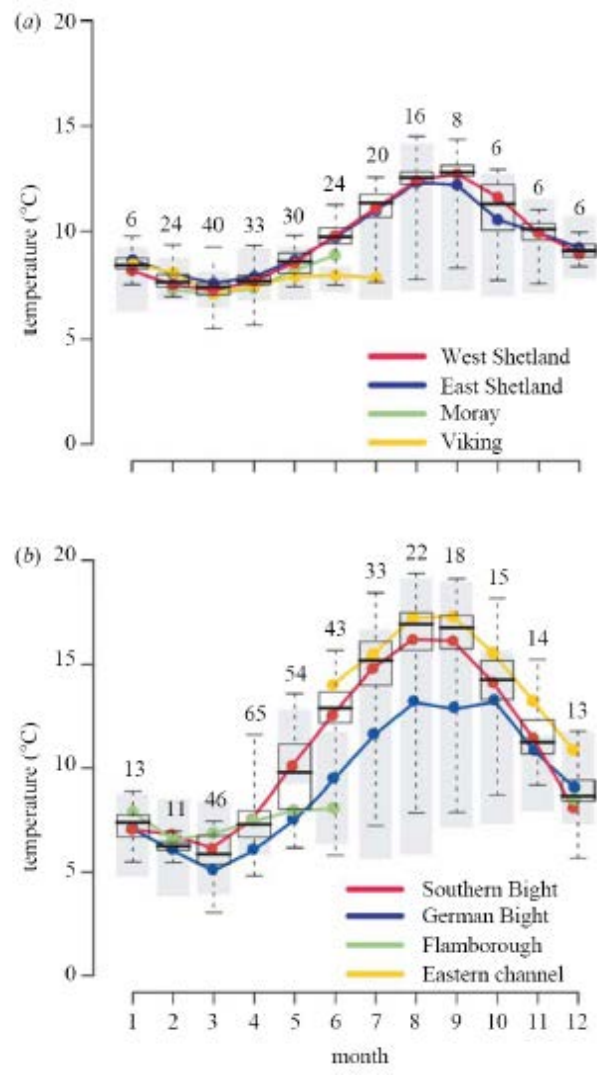 (a)
20
15
10
5
0
temperature (°C)
6
24
40
33
30
24
20
16
8
6
6
6
West Shetland
East Shetland
Moray
Viking
(b)
20
15
10
5
0
temperature (°C)
13
11
46
65
54
43
33
22
18
15
14
13
Southern Bight
German Bight
Flamborough
Eastern channel
1 2 3 4 5 6 7 8 9 10 11 12
month